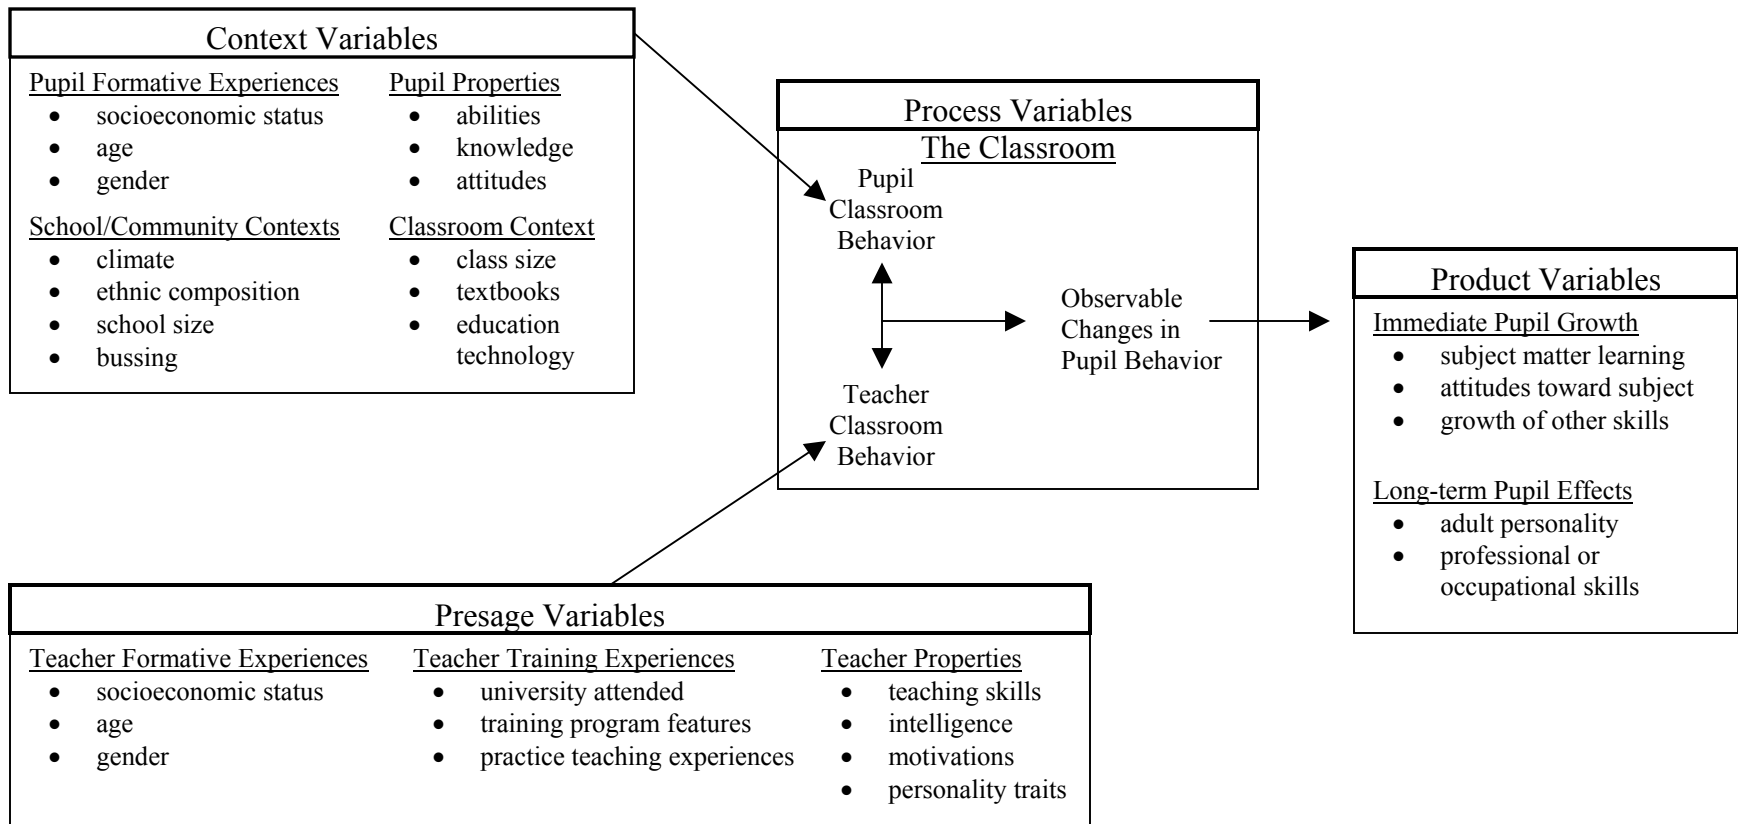 Context Variables
Pupil Formative Experiences
• socioeconomic status
• age
• gender
Pupil Properties
• abilities
• knowledge
• attitudes
School/Community Contexts
• climate
• ethnic composition
• school size
• bussing
Classroom Context
• class size
• textbooks
• education
technology
Process Variables
The Classroom
Pupil
Classroom
Behavior
Teacher
Classroom
Behavior
Observable
Changes in
Pupil Behavior
Product Variables
Immediate Pupil Growth
• subject matter learning
• attitudes toward subject
• growth of other skills
Long-term Pupil Effects
• adult personality
• professional or
occupational skills
Presage Variables
Teacher Formative Experiences
• socioeconomic status
• age
• gender
Teacher Training Experiences
• university attended
• training program features
• practice teaching experiences
Teacher Properties
• teaching skills
• intelligence
• motivations
• personality traits